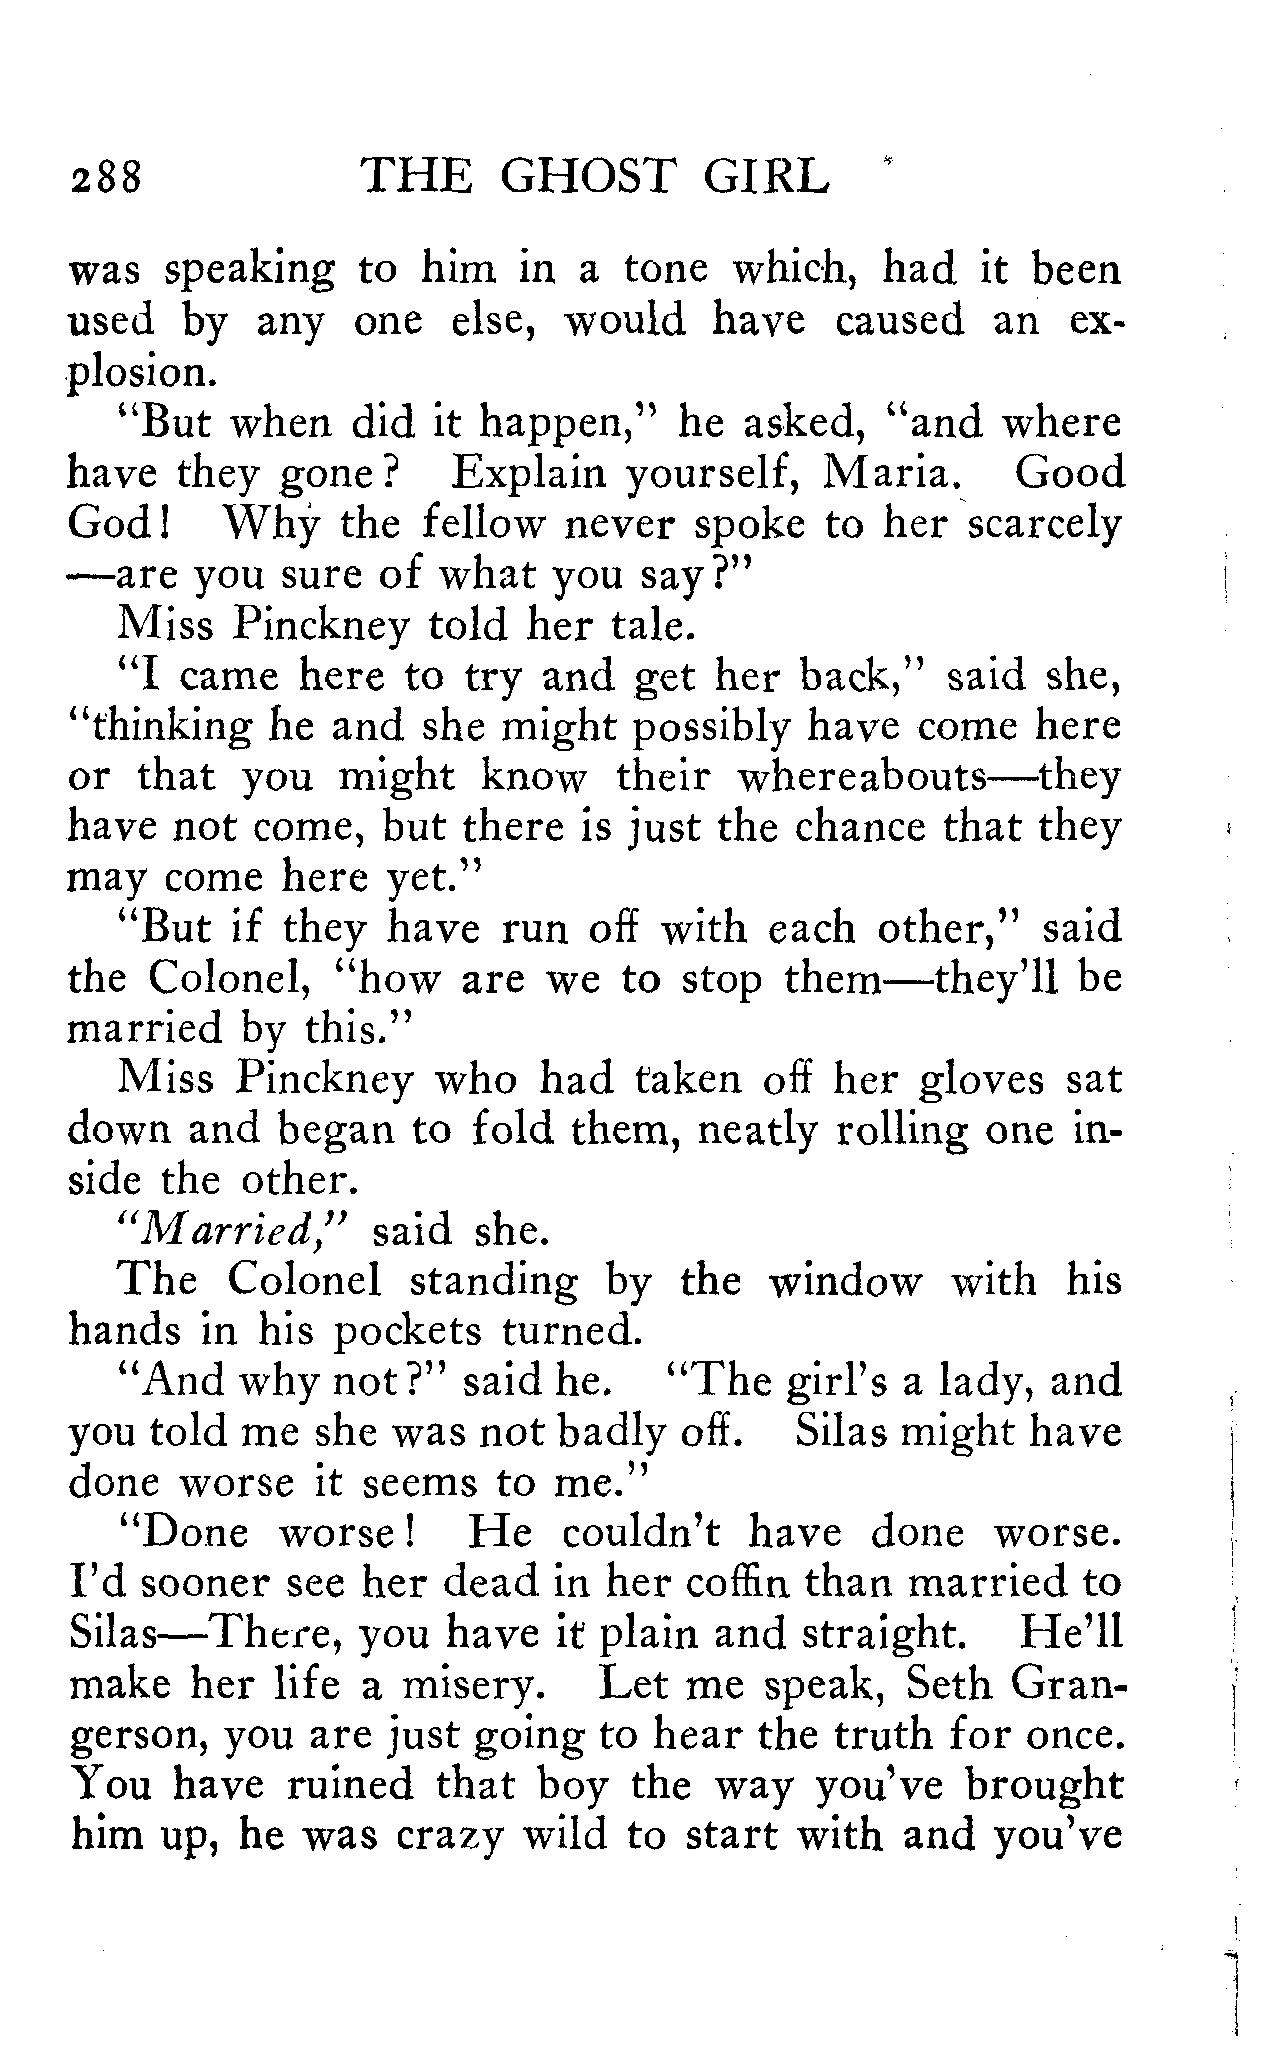 288 THE GHOST GIRL
was speaking to him in a tone which, had it been
used by any one else, would have caused an ex-
plosion.
"But when did it happen," he asked, "and where
have they gone? Explain yourself, Maria. Good
God! Why the fellow never spoke to her scarcely
—are you sure of what you say?"
Miss Pinckney told her tale.
"I came here to try and get her back," said she,
"thinking he and she might possibly have come here
or that you might know their whereabouts—they
have not come, but there is just the chance that they
may come here yet."
"But if they have run off with each other," said
the Colonel, "how are we to stop them—they'll be
married by this."
Miss Pinckney who had taken off her gloves sat
down and began to fold them, neatly rolling one in-
side the other.
"Married," said she.
The Colonel standing by the window with his
hands in his pockets turned.
"And why not?" said he. "The girl's a lady, and
you told me she was not badly off. Silas might have
done worse it seems to me."
"Done worse! He couldn't have done worse.
I'd sooner see her dead in her coffin than married to
Silas—There, you have it plain and straight. He'll
make her life a misery. Let me speak, Seth Gran-
gerson, you are just going to hear the truth for once.
You have ruined that boy the way you've brought
him up, he was crazy wild to start with and you've